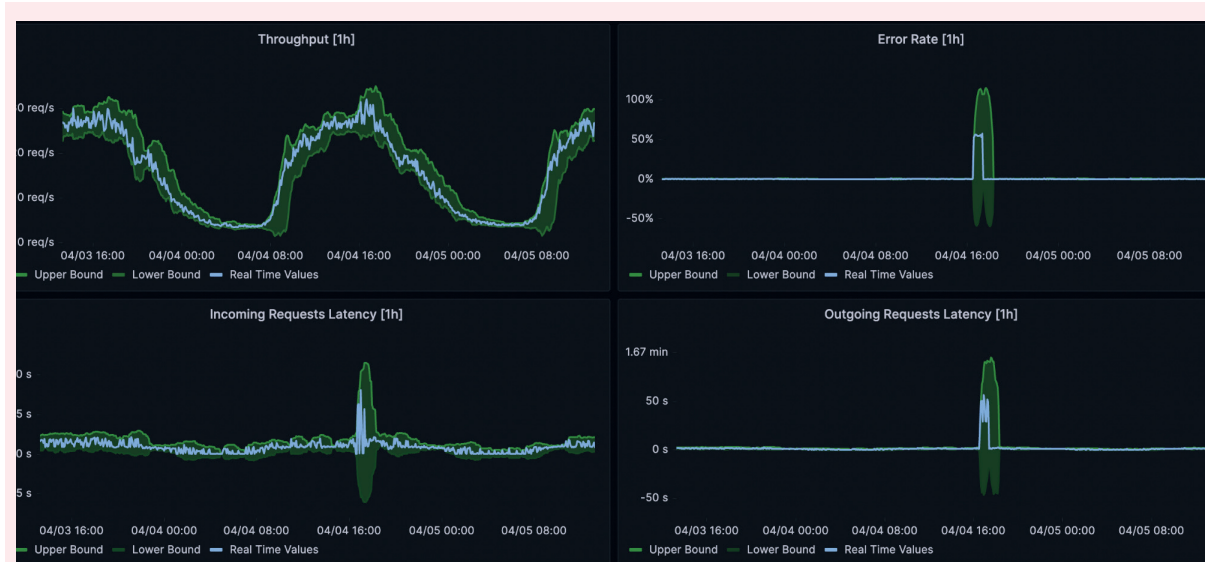 Throughput [1h]
0 req/s
0 req/s
0 req/s
0 req/s
04/03 16:00 04/04 00:00 04/04 08:00 04/04 16:00 04/05 00:00 04/05 08:00
Upper Bound Lower Bound Real Time Values
Error Rate [1h]
100%
50%
0%
-50%
04/03 16:00 04/04 00:00 04/04 08:00 04/04 16:00 04/05 00:00 04/05 08:00
Upper Bound Lower Bound Real Time Values
Incoming Requests Latency [1h]
0 s
5 s
0 s
5 s
04/03 16:00 04/04 00:00 04/04 08:00 04/04 16:00 04/05 00:00 04/05 08:00
Upper Bound Lower Bound Real Time Values
Outgoing Requests Latency [1h]
1.67 min
50 s
0 s
-50 s
04/03 16:00 04/04 00:00 04/04 08:00 04/04 16:00 04/05 00:00 04/05 08:00
Upper Bound Lower Bound Real Time Values